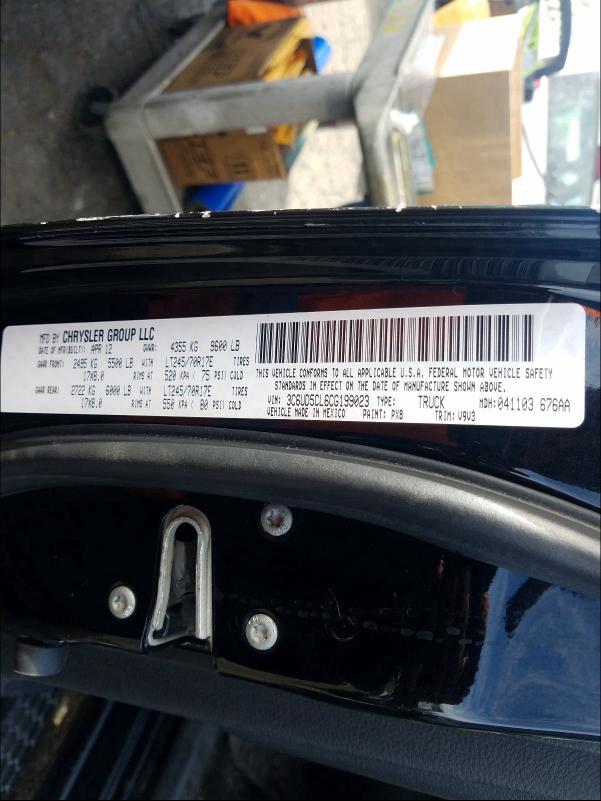 MFD BY CHRYSLER GROUP LLC
DATE OF MFR(BUILT): APR 12 GVWR: 4355 KG 9600 LB
GAWR FRONT: 2495 KG 5500 LB WITH LT245/70R17E TIRES
17X8.0 RIMS AT 520 KPA ( 75 PSI) COLD
GAWR REAR: 2722 KG 6000 LB WITH LT245/70R17E TIRES
17X8.0 RIMS AT 550 KPA ( 80 PSI) COLD
THIS VEHICLE CONFORMS TO ALL APPLICABLE U.S.A. FEDERAL MOTOR VEHICLE SAFETY
STANDARDS IN EFFECT ON THE DATE OF MANUFACTURE SHOWN ABOVE.
VIN: 3C6UD5CL6CG199023 TYPE: TRUCK MDH: 041103 676AA
VEHICLE MADE IN MEXICO PAINT: PX8 TRIM: V9V3